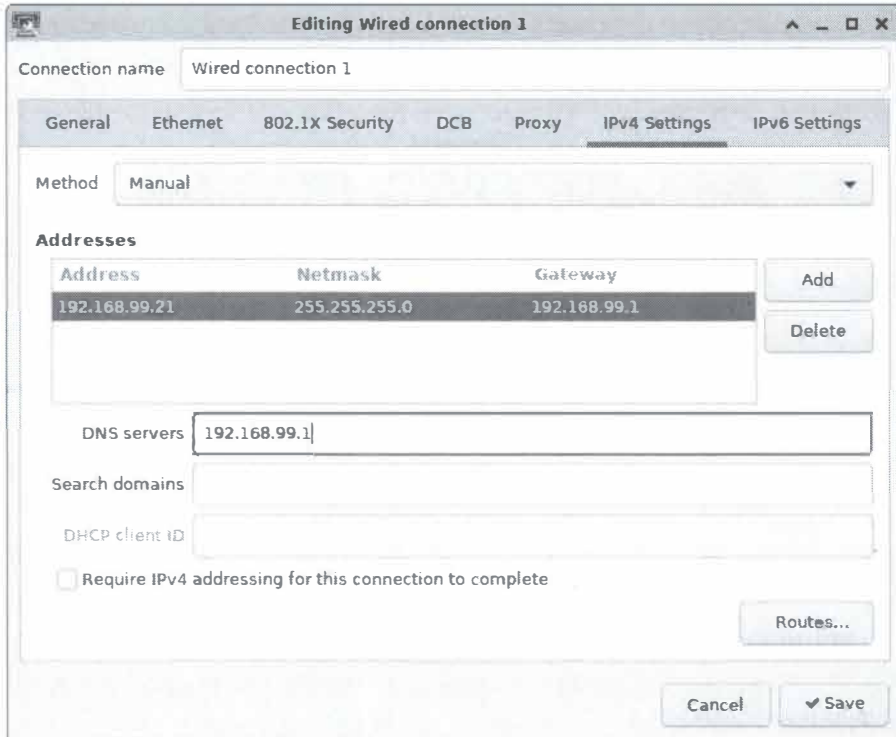 Editing Wired connection 1
Connection name Wired connection 1
General Ethernet 802.1X Security DCB Proxy IPv4 Settings IPv6 Settings
Method Manual
Addresses
Address Netmask Gateway
192.168.99.21 255.255.255.0 192.168.99.1
Add
Delete
DNS servers 192.168.99.1
Search domains
DHCP client ID
Require IPv4 addressing for this connection to complete
Routes...
Cancel Save